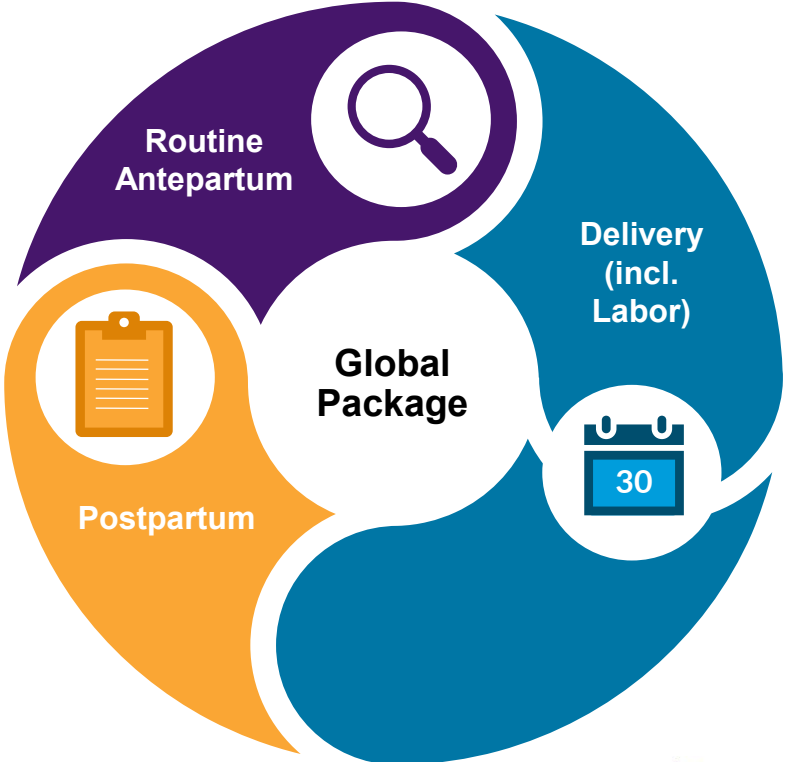 Routine
Antepartum
Delivery
(incl.
Labor)
Global
Package
30
Postpartum